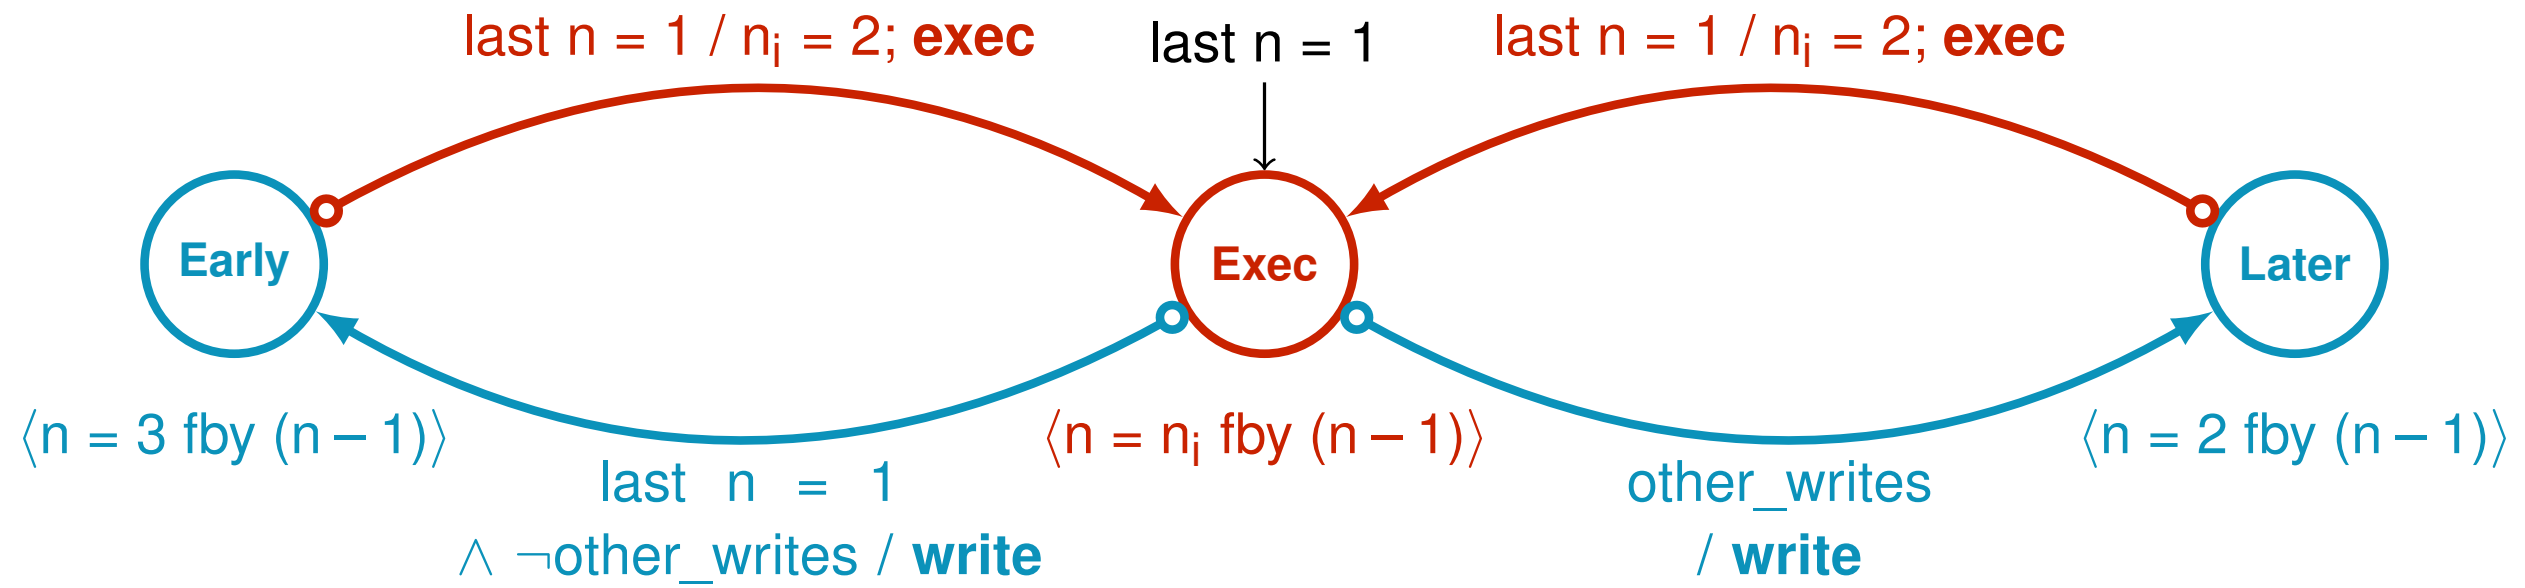 last n = 1 / nᵢ = 2; exec
last n = 1
last n = 1 / nᵢ = 2; exec
Early
Exec
Later
⟨n = 3 fby (n − 1)⟩
⟨n = nᵢ fby (n − 1)⟩
⟨n = 2 fby (n − 1)⟩
last n = 1
∧ ¬other_writes / write
other_writes
/ write